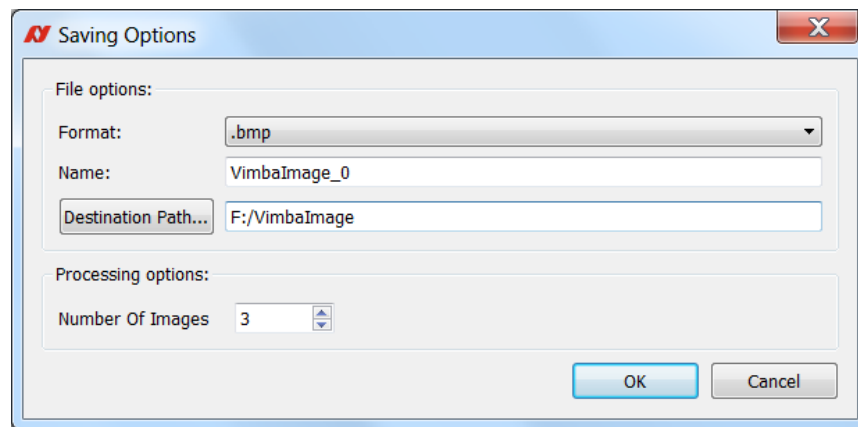 Saving Options
File options:
Format: .bmp
Name: VimbaImage_0
Destination Path... F:/VimbaImage
Processing options:
Number Of Images 3
OK Cancel